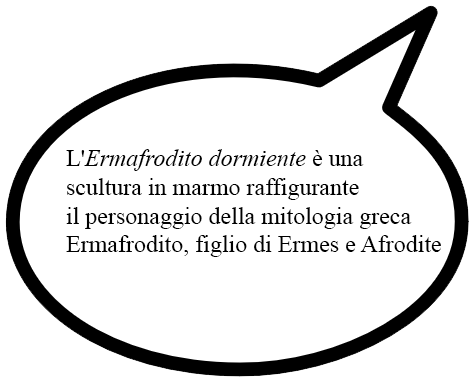 L'Ermafrodito dormiente è una
scultura in marmo raffigurante
il personaggio della mitologia greca
Ermafrodito, figlio di Ermes e Afrodite